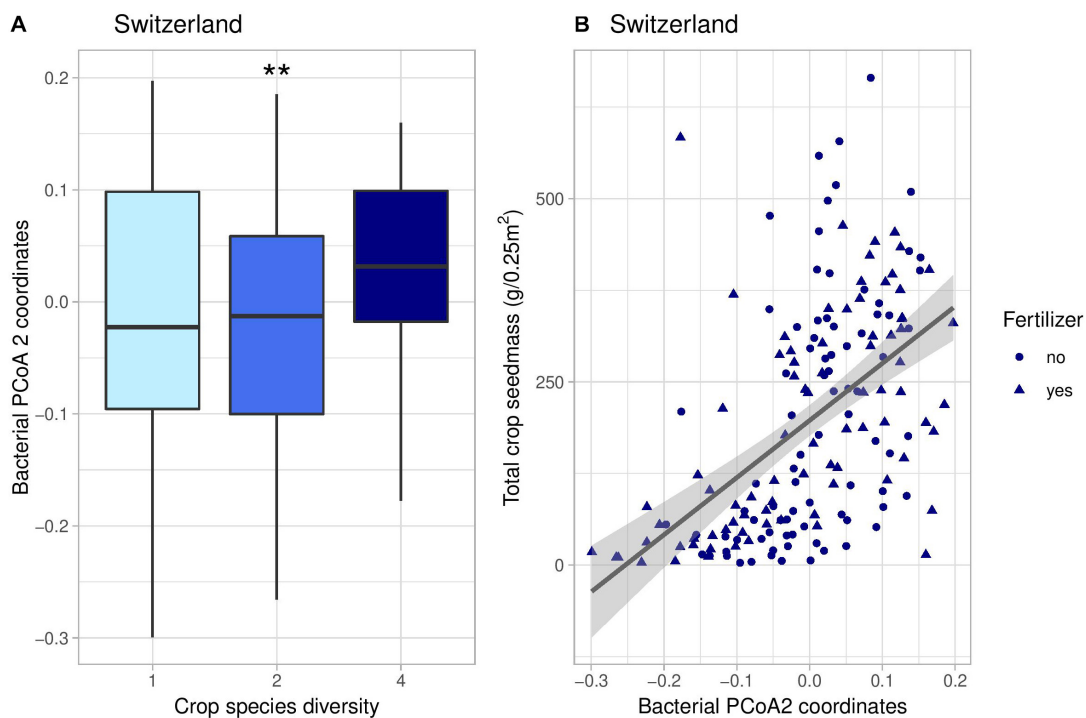 A Switzerland
**
0.2
0.1
0.0
−0.1
−0.2
−0.3
Bacterial PCoA 2 coordinates
1 2 4
Crop species diversity
B Switzerland
500
250
0
Total crop seedmass (g/0.25m²)
−0.3 −0.2 −0.1 0.0 0.1 0.2
Bacterial PCoA2 coordinates
Fertilizer
no
yes